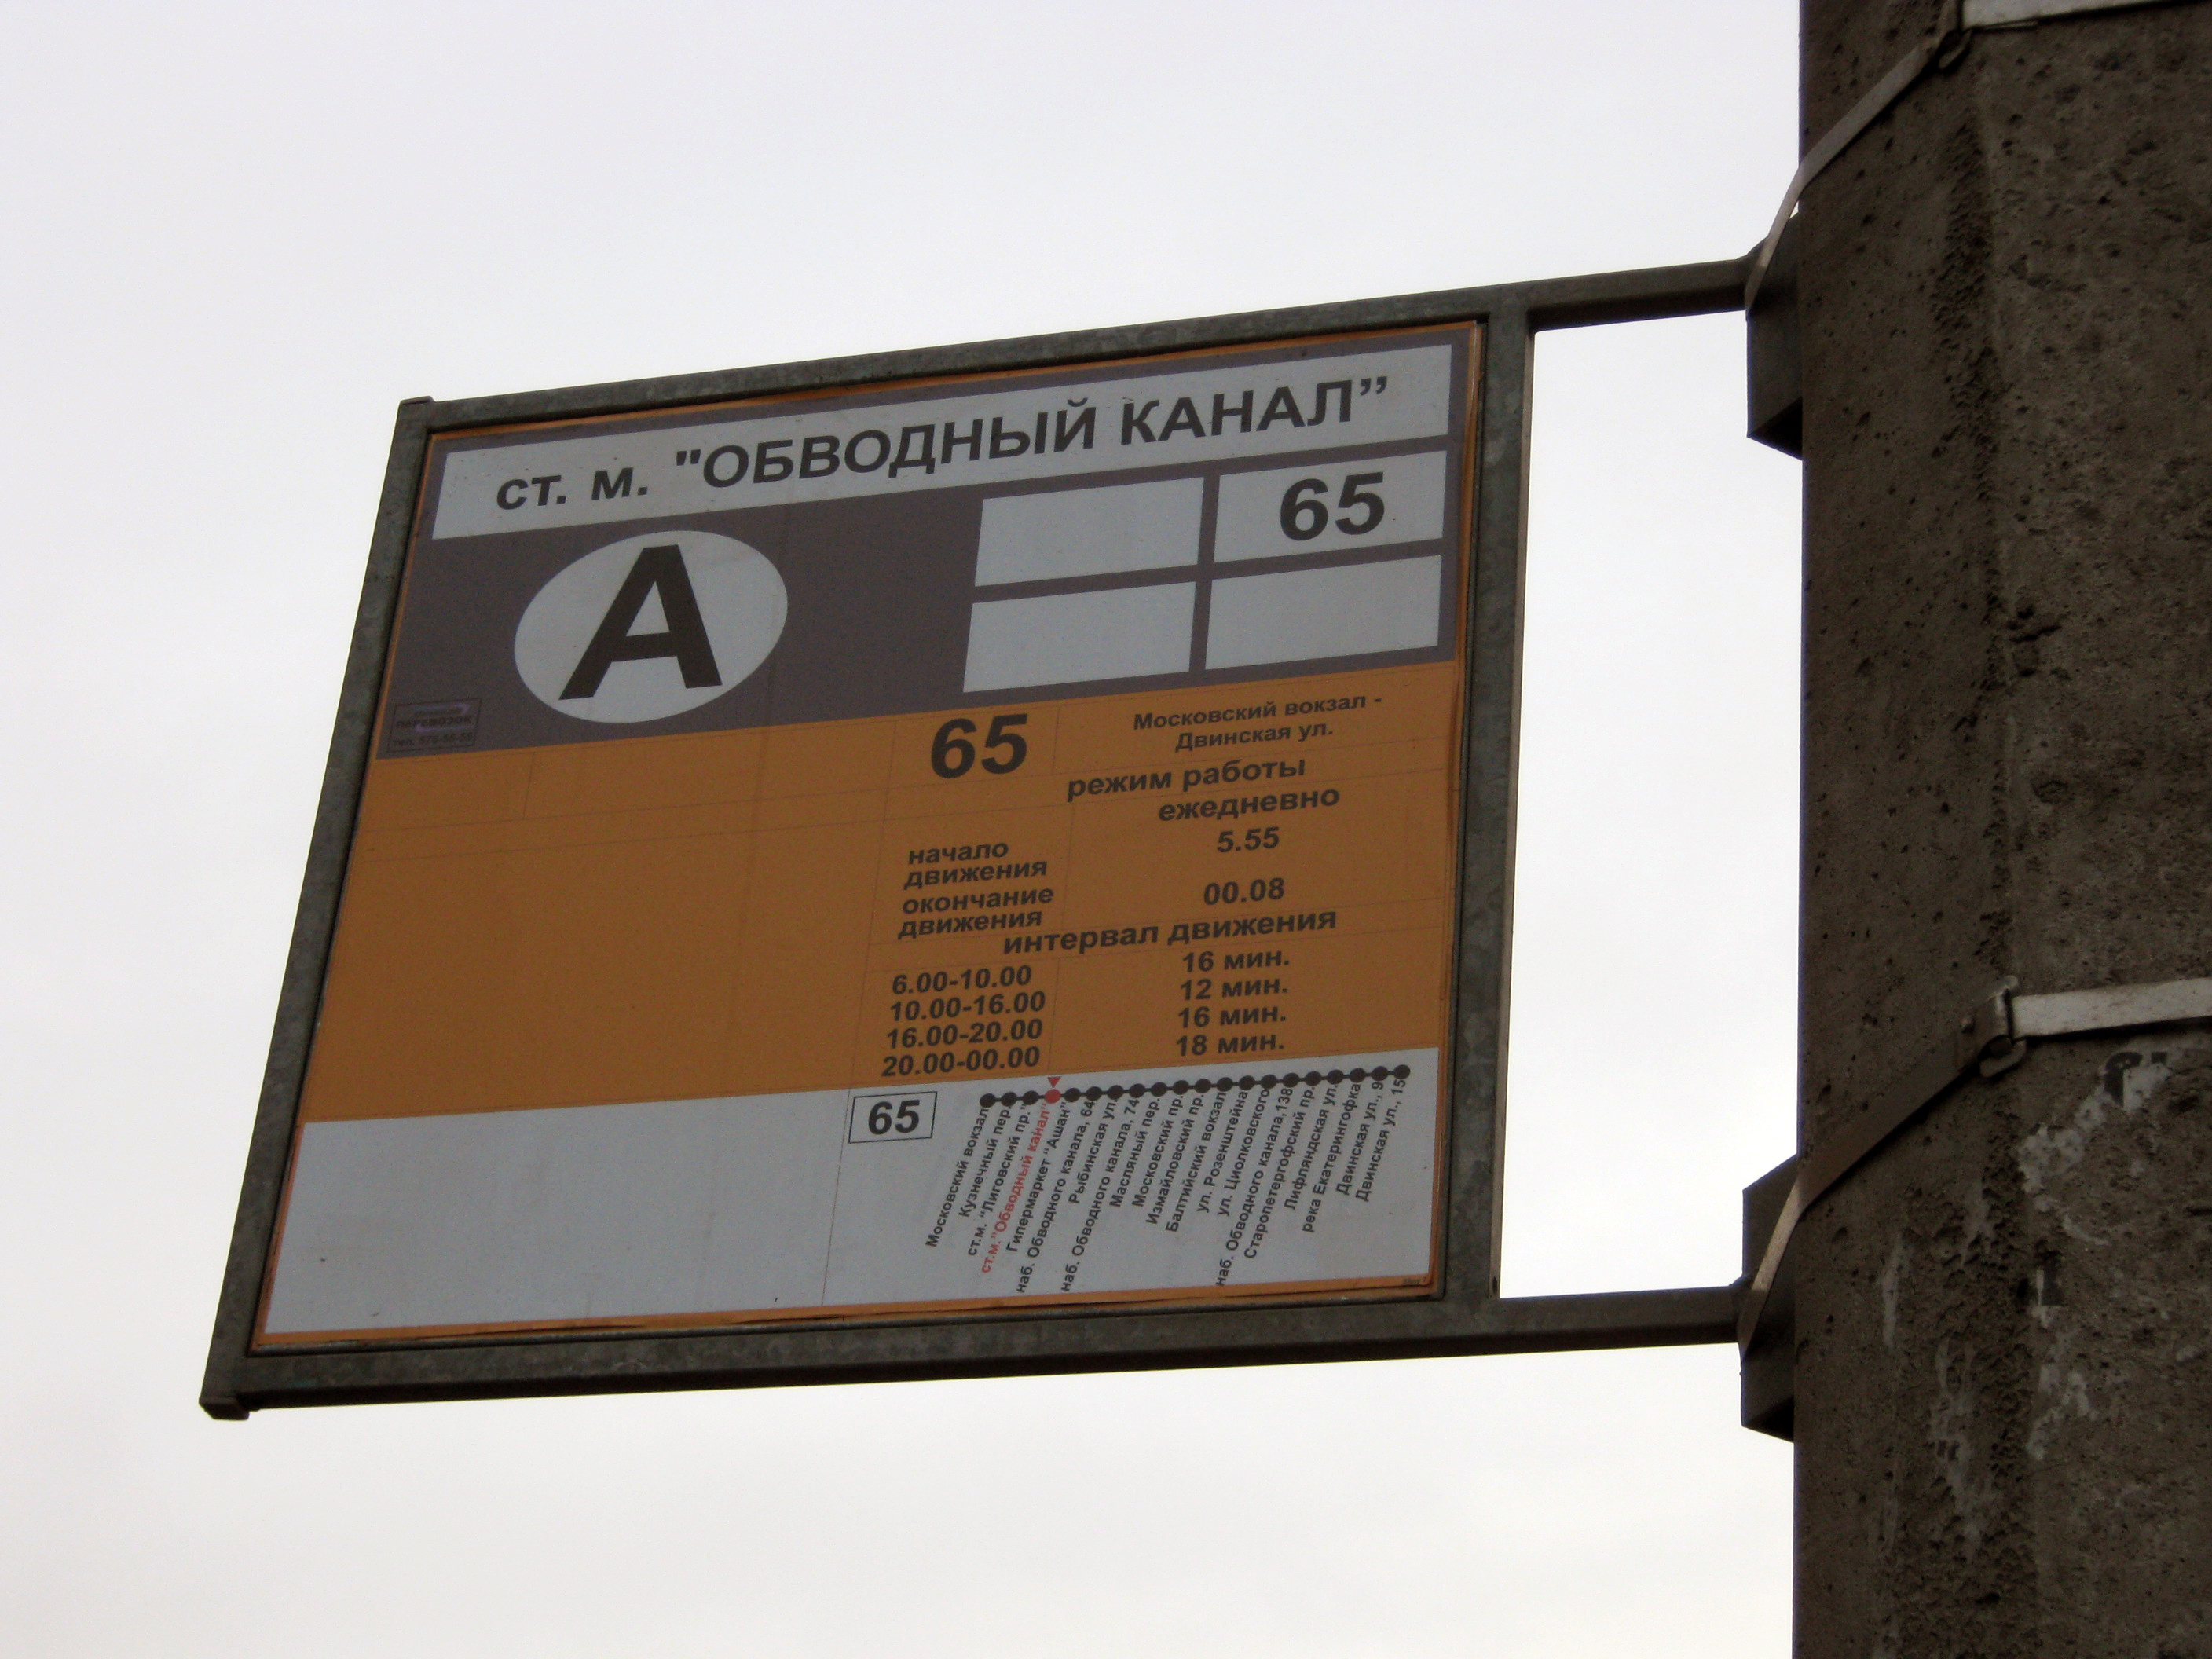 ст. м. "ОБВОДНЫЙ КАНАЛ”
А
65
ПЕРЕВОЗОК
65
Московский вокзал -
Двинская ул.
режим работы
ежедневно
начало
движения
5.55
окончание
движения
00.08
интервал движения
6.00-10.00 16 мин.
10.00-16.00 12 мин.
16.00-20.00 16 мин.
20.00-00.00 18 мин.
65
Московский вокзал
Кузнечный пер.
ст.м. "Лиговский пр."
ст.м. "Обводный канал"
Гипермаркет "Ашан"
наб. Обводного канала, 64
Рыбинская ул.
наб. Обводного канала, 74
Масляный пер.
Московский пр.
Измайловский пр.
Балтийский вокзал
ул. Розенштейна
ул. Циолковского
наб. Обводного канала,138
Старопетергофский пр.
Лифляндская ул.
река Екатерингофка
Двинская ул., 9
Двинская ул., 15